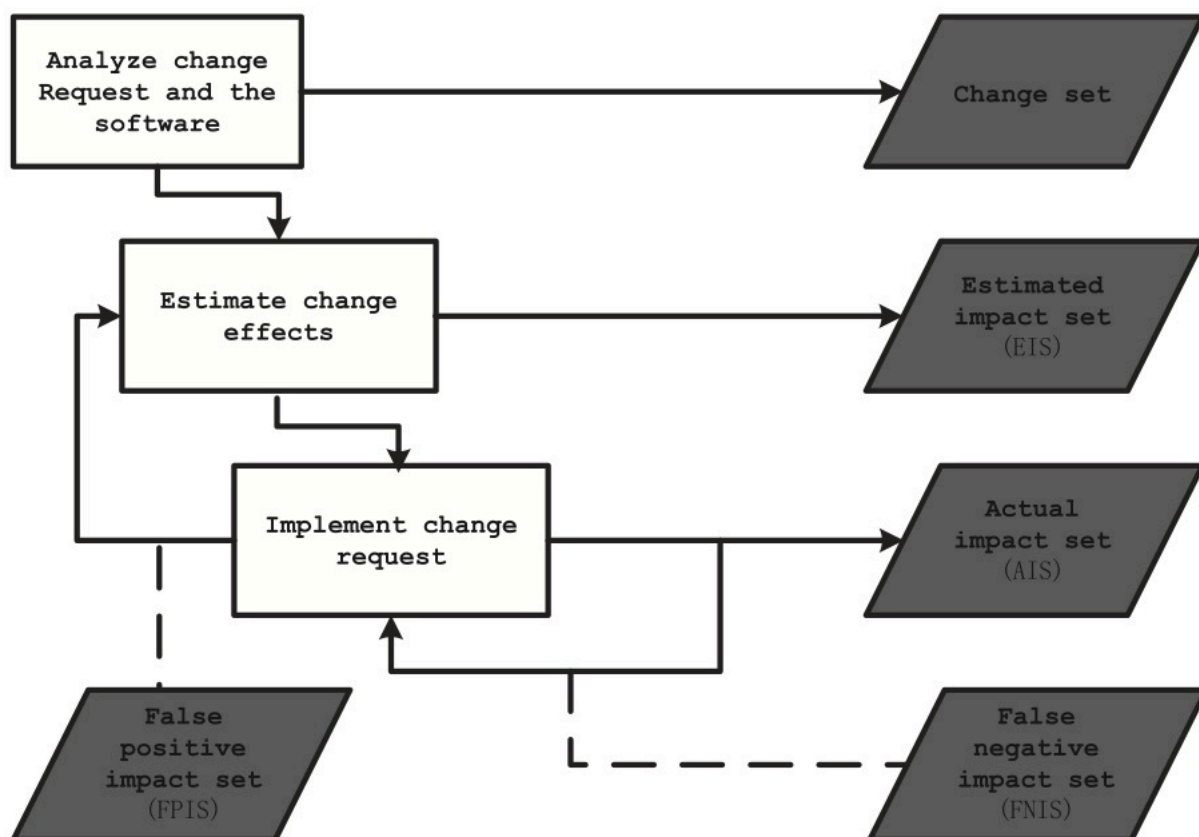 Analyze change
Request and the
software
Change set
Estimate change
effects
Estimated
impact set
(EIS)
Implement change
request
Actual
impact set
(AIS)
False
positive
impact set
(FPIS)
False
negative
impact set
(FNIS)